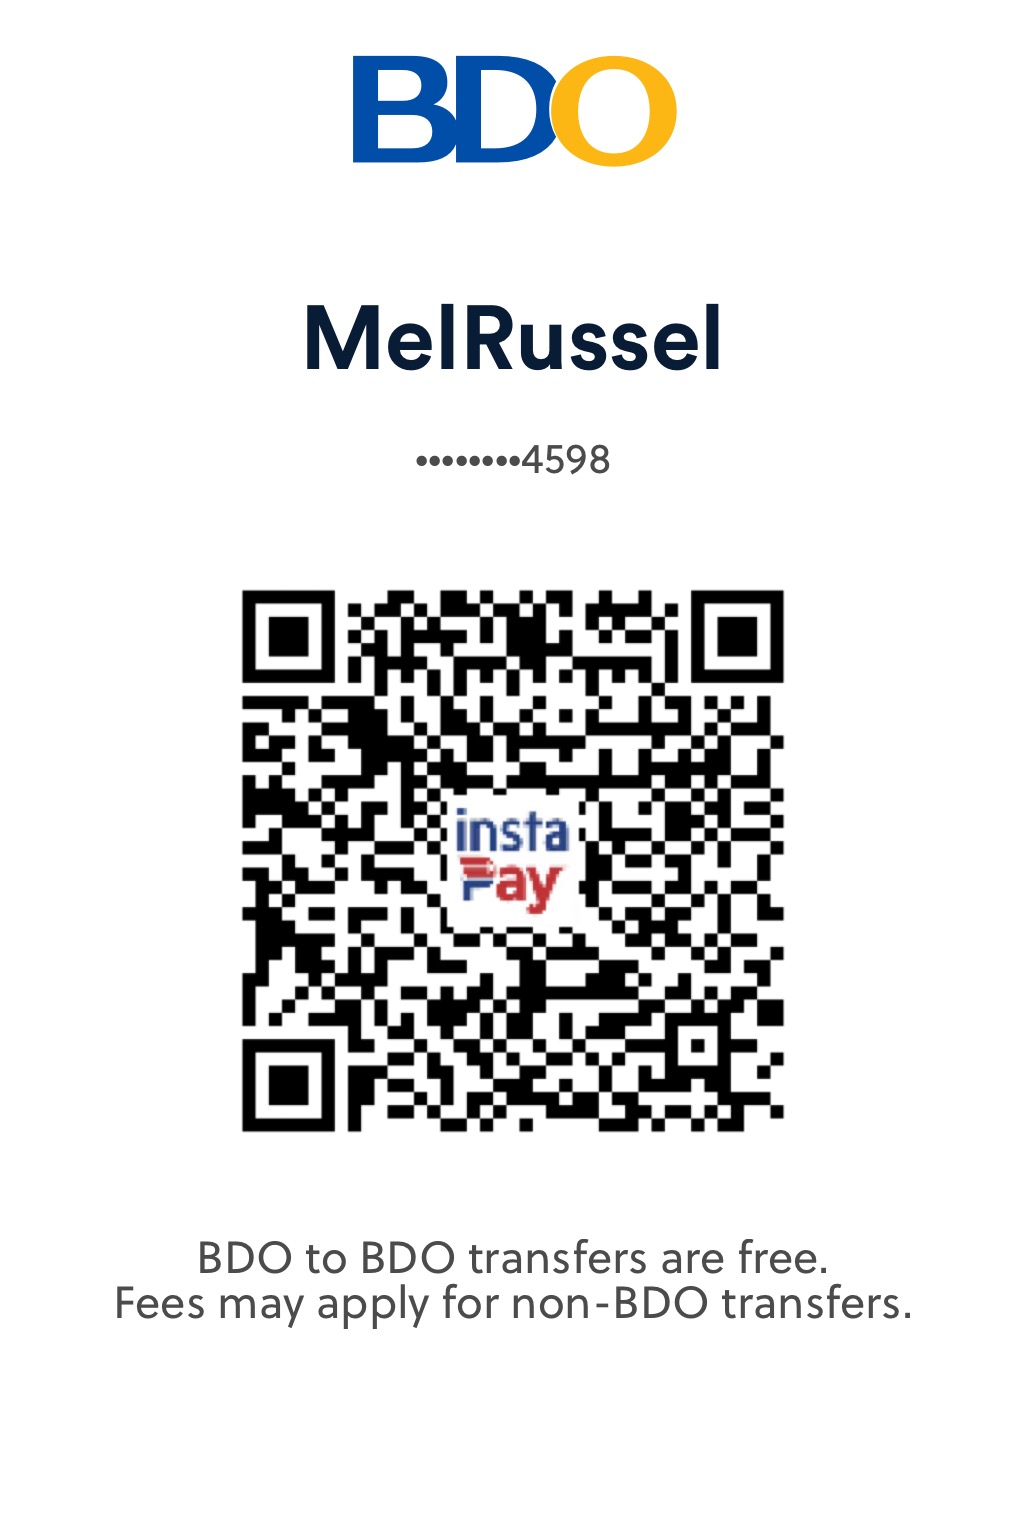 BDO
MelRussel
••••••••4598
insta
Pay
BDO to BDO transfers are free.
Fees may apply for non-BDO transfers.